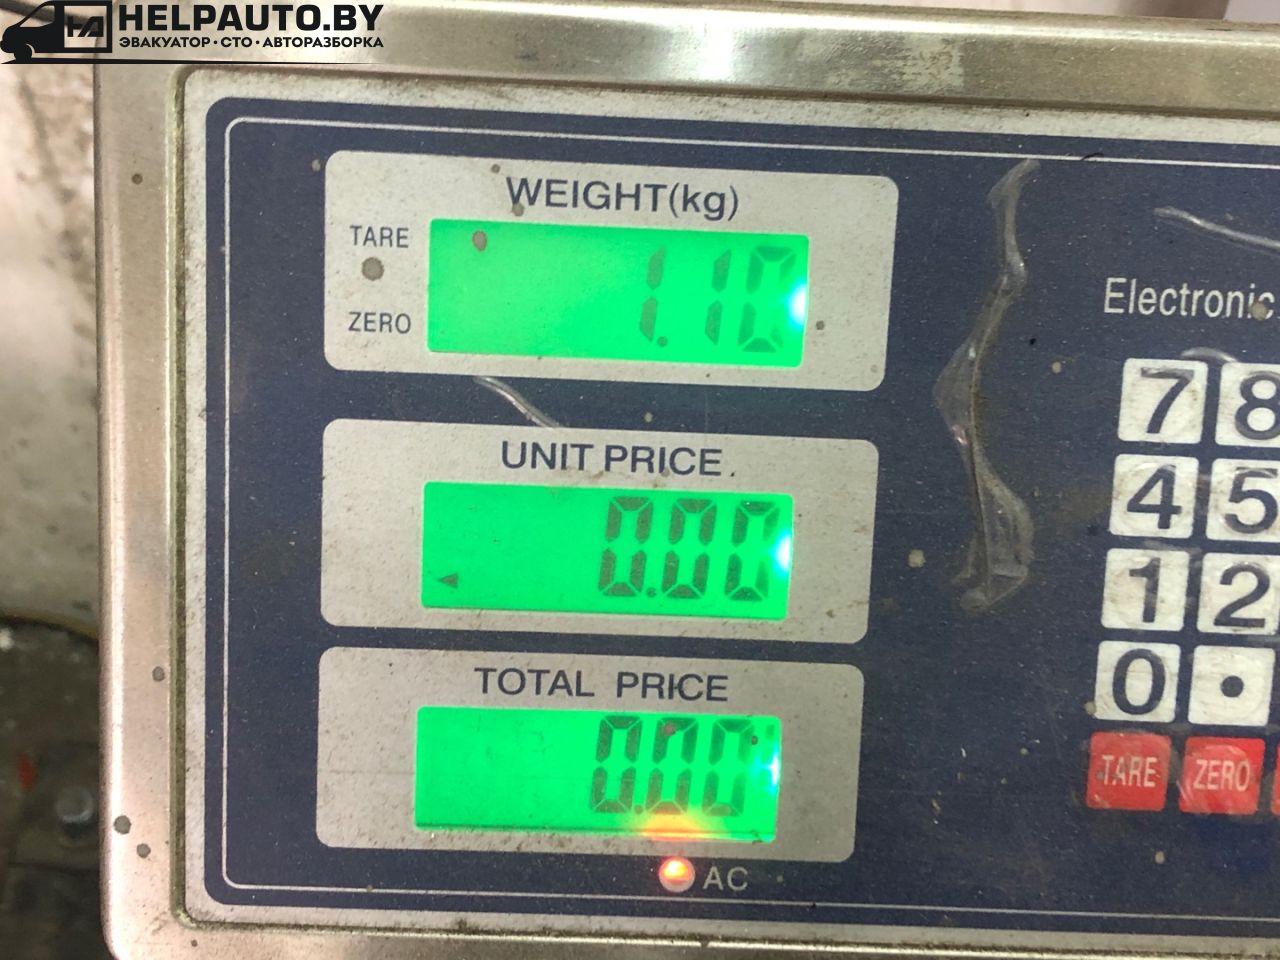 HELPAUTO.BY
ЭВАКУАТОР · СТО · АВТОРАЗБОРКА
WEIGHT(kg)
TARE
ZERO
1.10
Electronic
UNIT PRICE
0.00
TOTAL PRICE
0.00
AC
7 8
4 5
1 2
0 .
TARE ZERO